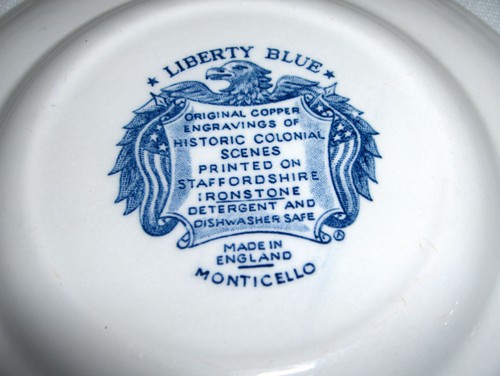 ★ LIBERTY BLUE ★
ORIGINAL COPPER
ENGRAVINGS OF
HISTORIC COLONIAL
SCENES
PRINTED ON
STAFFORDSHIRE
IRONSTONE
DETERGENT AND
DISHWASHER SAFE
MADE IN
ENGLAND
MONTICELLO